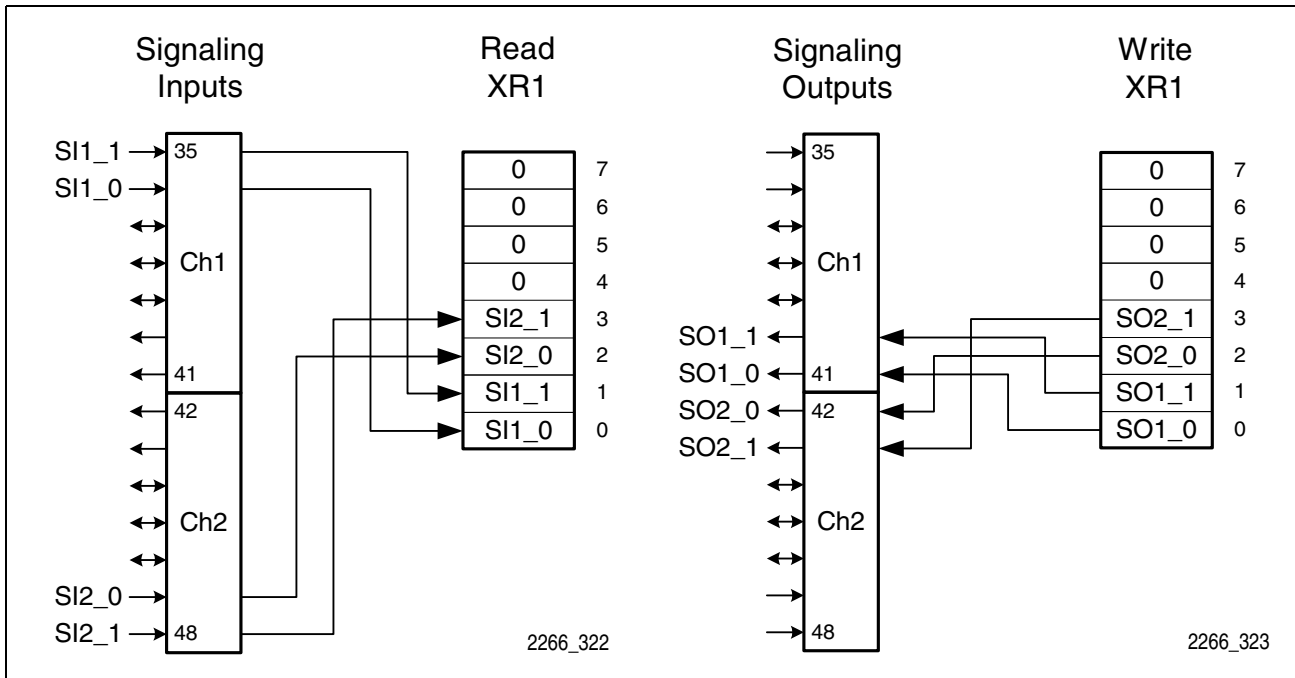 Signaling
Inputs
Read
XR1
SI1_1
SI1_0
35
Ch1
41
42
Ch2
48
SI2_0
SI2_1
0 7
0 6
0 5
0 4
SI2_1 3
SI2_0 2
SI1_1 1
SI1_0 0
2266_322
Signaling
Outputs
Write
XR1
35
Ch1
SO1_1
SO1_0 41
SO2_0 42
SO2_1
Ch2
48
0 7
0 6
0 5
0 4
SO2_1 3
SO2_0 2
SO1_1 1
SO1_0 0
2266_323